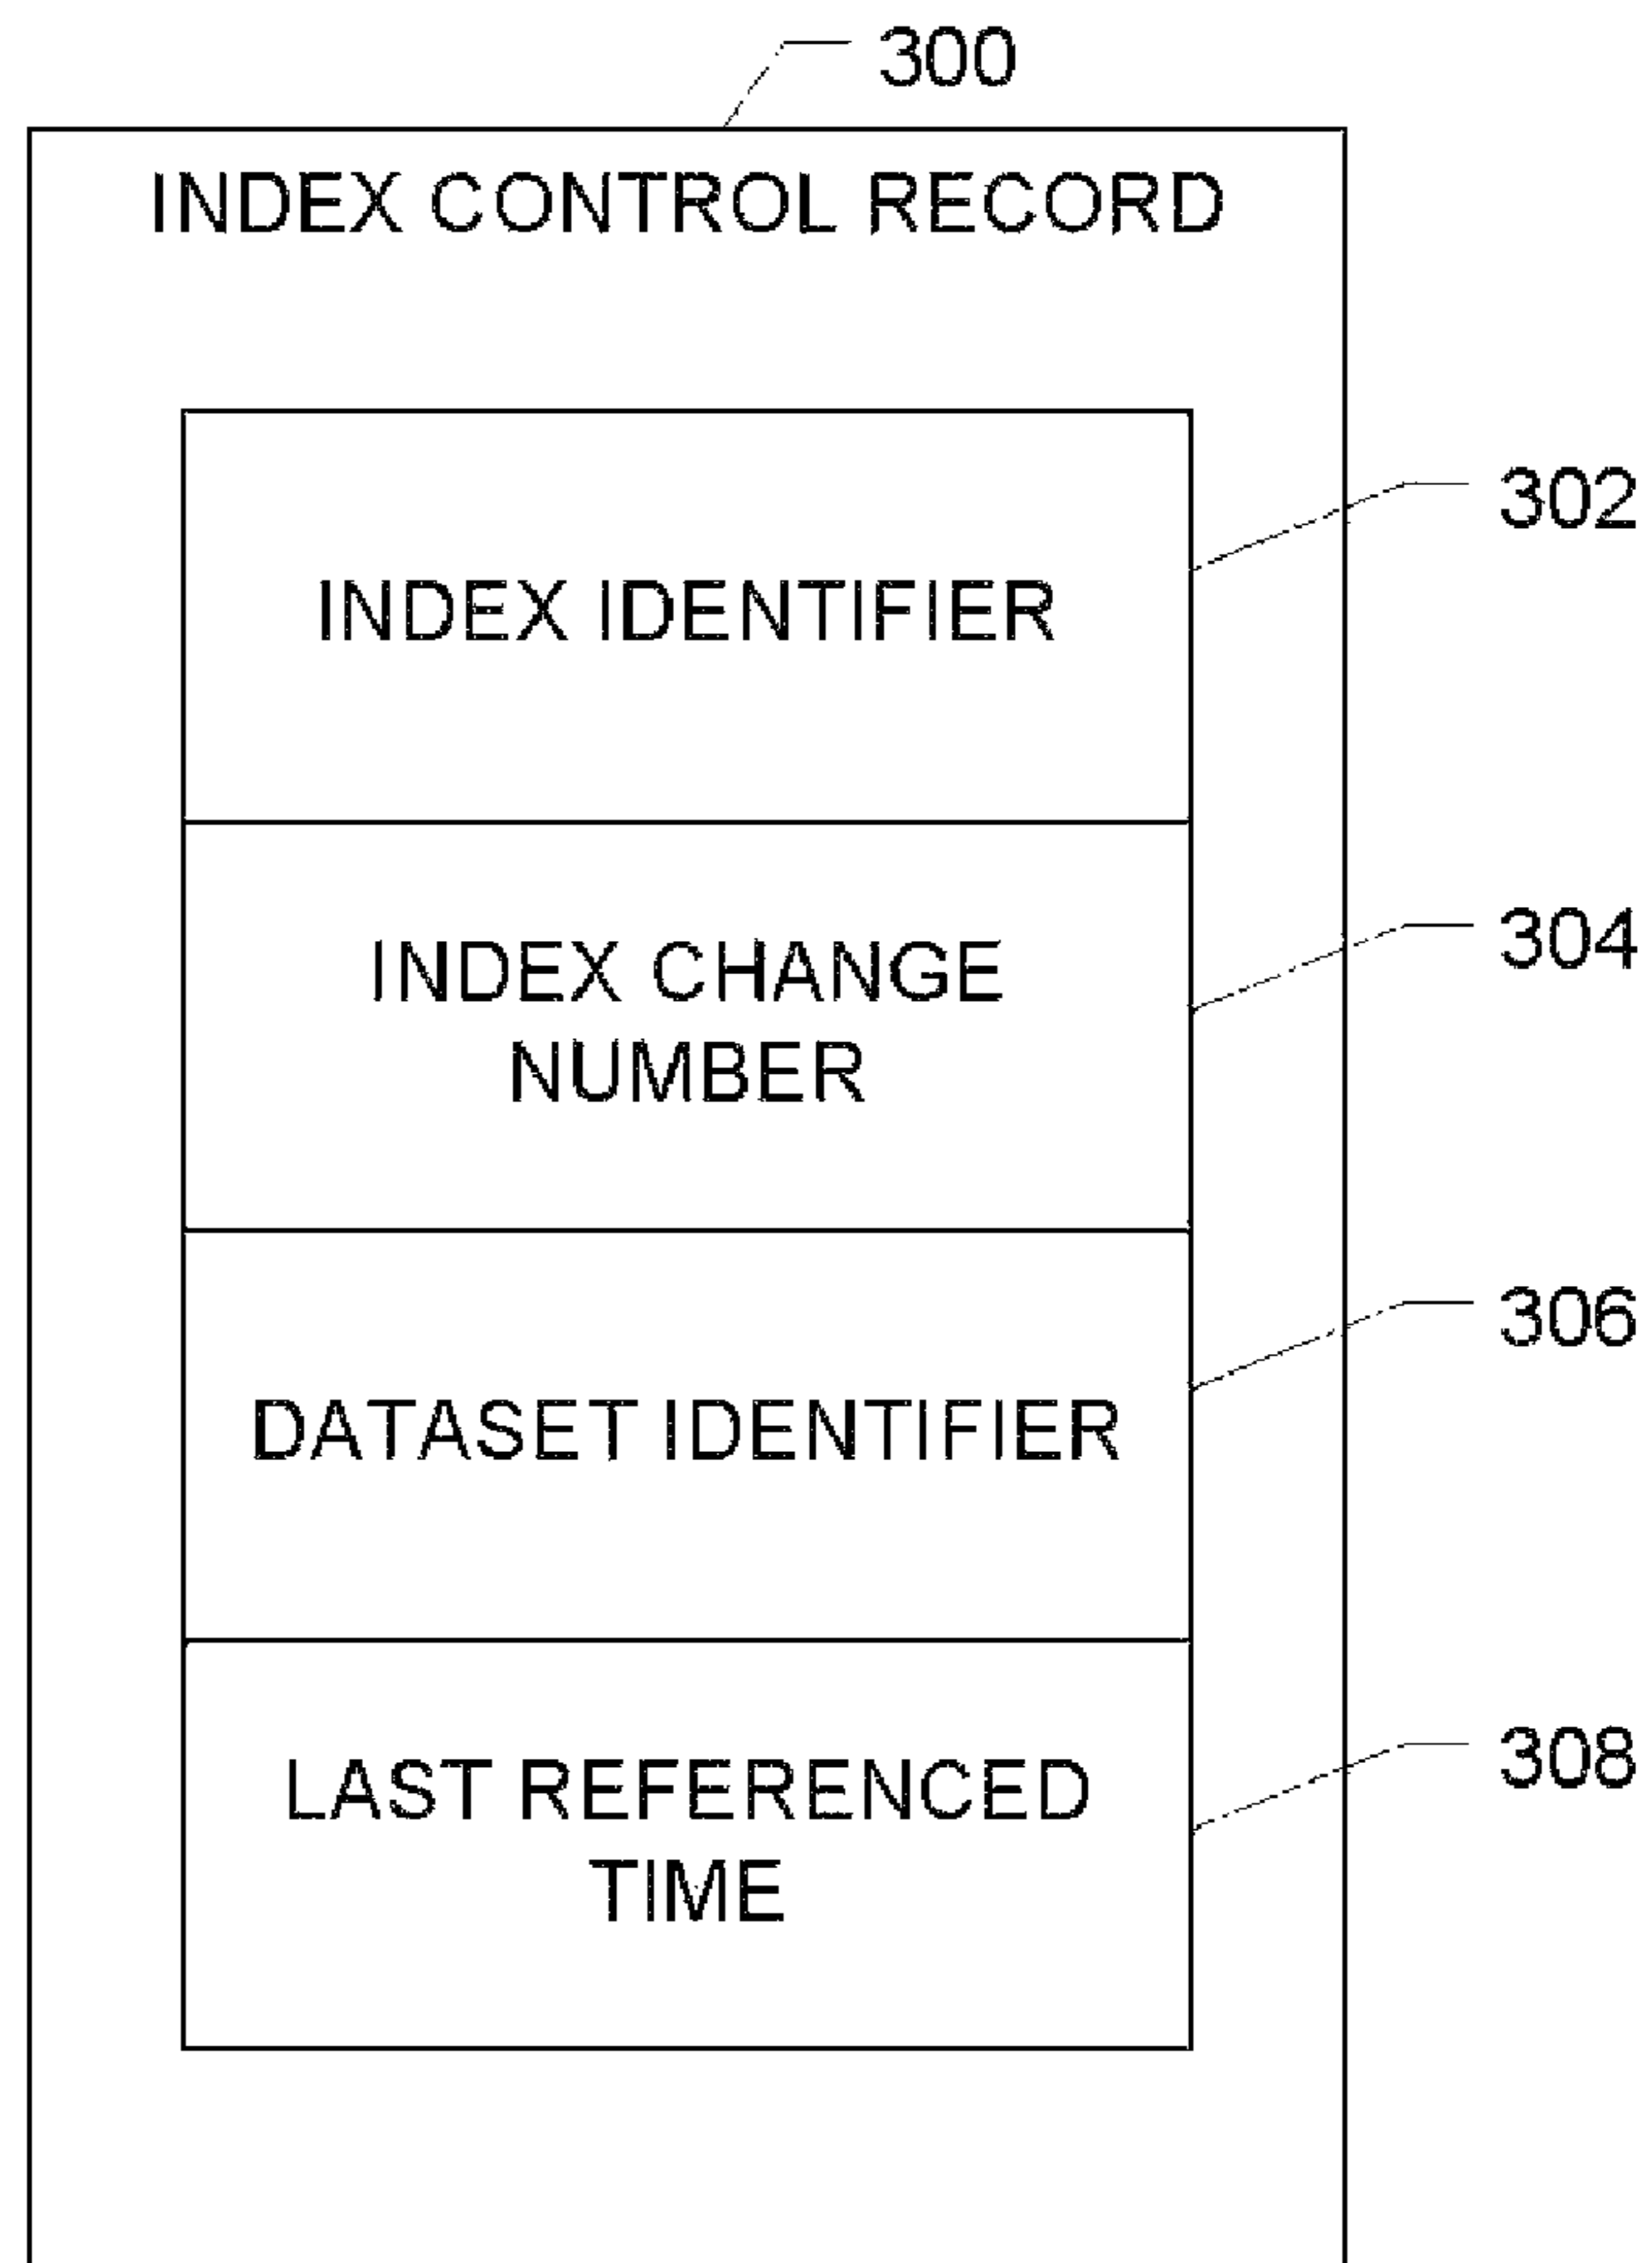 300
INDEX CONTROL RECORD
302
INDEX IDENTIFIER
304
INDEX CHANGE
NUMBER
306
DATASET IDENTIFIER
308
LAST REFERENCED
TIME